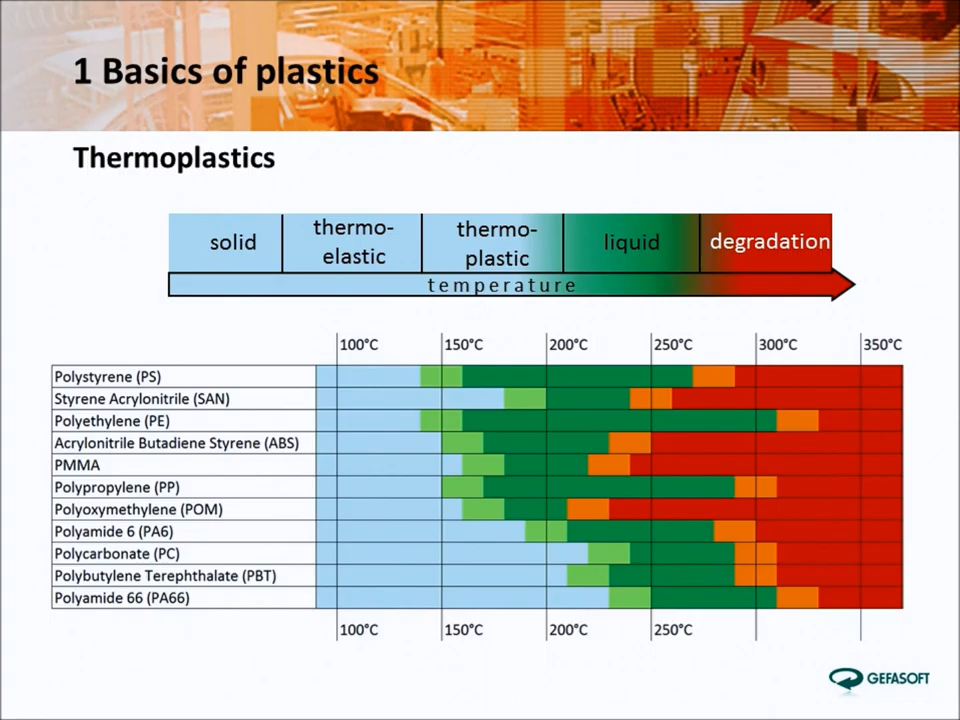 1 Basics of plastics
Thermoplastics
solid
thermo-
elastic
thermo-
plastic
liquid
degradation
temperature
100°C 150°C 200°C 250°C 300°C 350°C
Polystyrene (PS)
Styrene Acrylonitrile (SAN)
Polyethylene (PE)
Acrylonitrile Butadiene Styrene (ABS)
PMMA
Polypropylene (PP)
Polyoxymethylene (POM)
Polyamide 6 (PA6)
Polycarbonate (PC)
Polybutylene Terephthalate (PBT)
Polyamide 66 (PA66)
100°C 150°C 200°C 250°C
GEFASOFT